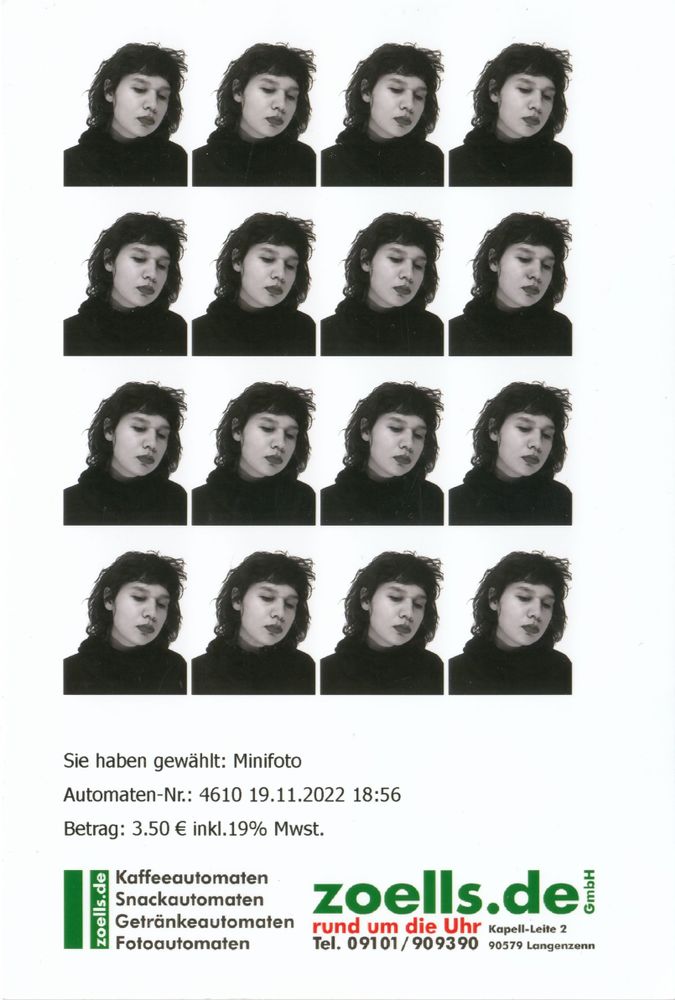 Sie haben gewählt: Minifoto
Automaten-Nr.: 4610 19.11.2022 18:56
Betrag: 3.50 € inkl.19% Mwst.
zoells.de
Kaffeeautomaten
Snackautomaten
Getränkeautomaten
Fotoautomaten
zoells.de GmbH
rund um die Uhr Kapell-Leite 2
Tel. 09101/909390 90579 Langenzenn